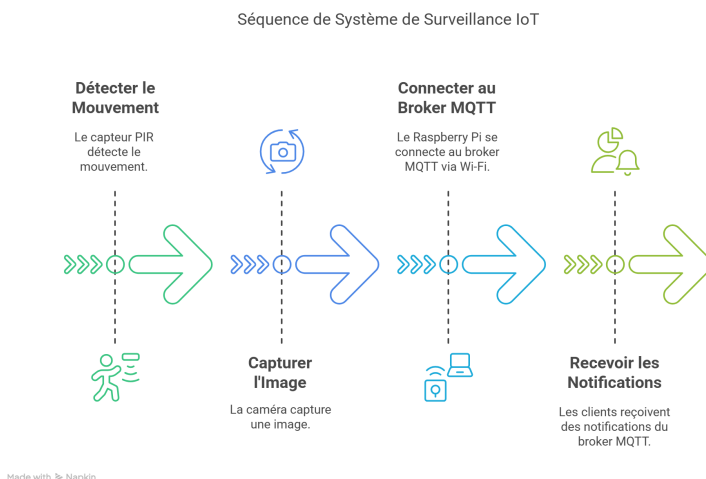 Séquence de Système de Surveillance IoT
Détecter le
Mouvement
Le capteur PIR
détecte le
mouvement.
Capturer
l'Image
La caméra capture
une image.
Connecter au
Broker MQTT
Le Raspberry Pi se
connecte au broker
MQTT via Wi-Fi.
Recevoir les
Notifications
Les clients reçoivent
des notifications du
broker MQTT.
Made with Napkin